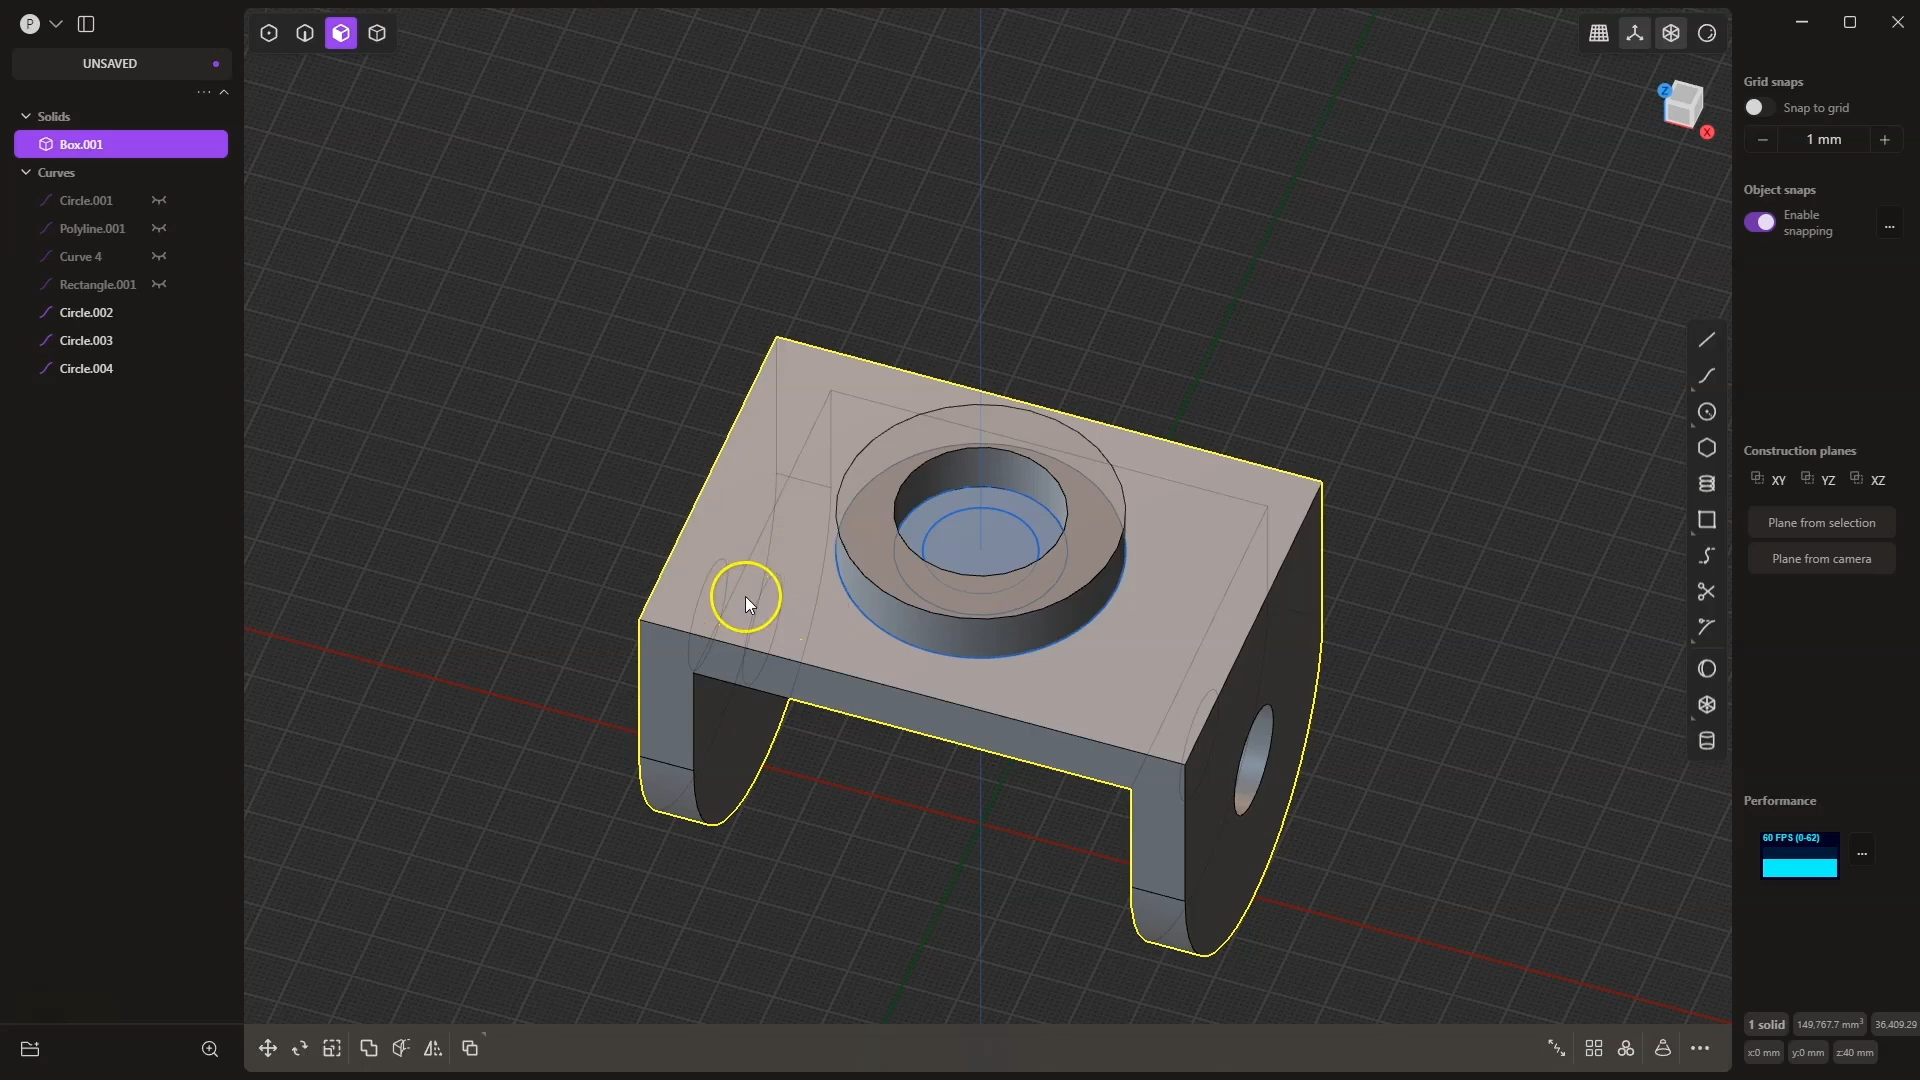 P
UNSAVED
Solids
Box.001
Curves
Circle.001
Polyline.001
Curve 4
Rectangle.001
Circle.002
Circle.003
Circle.004
Z
X
Grid snaps
Snap to grid
1 mm
Object snaps
Enable snapping
Construction planes
XY YZ XZ
Plane from selection
Plane from camera
Performance
60 FPS (0-62)
1 solid 149,767.7 mm³ 36,409.29
x:0 mm y:0 mm z:40 mm